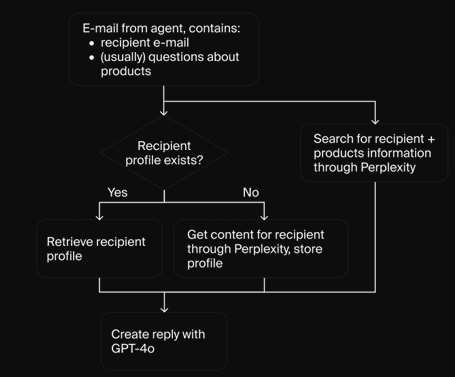 E-mail from agent, contains:
• recipient e-mail
• (usually) questions about
products
Recipient
profile exists?
Search for recipient +
products information
through Perplexity
Yes
No
Retrieve recipient
profile
Get content for recipient
through Perplexity, store
profile
Create reply with
GPT-4o